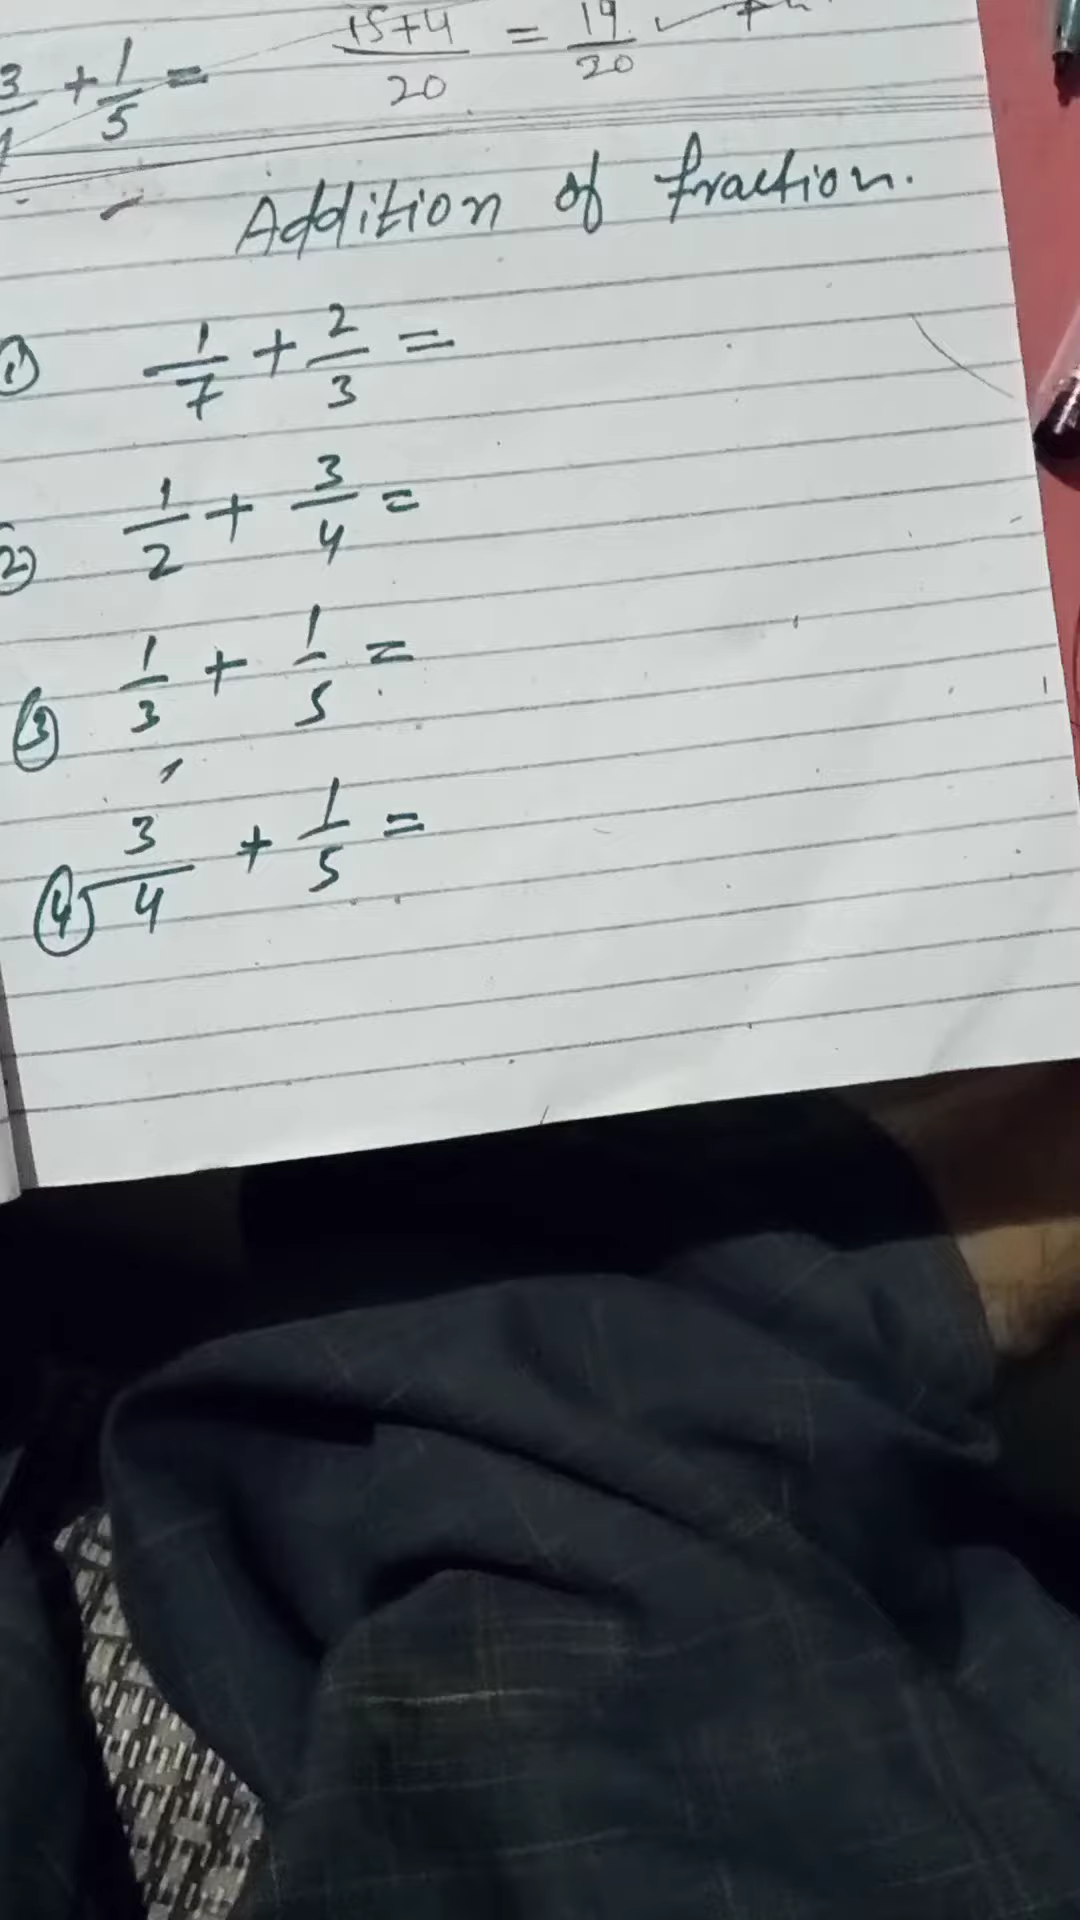 3/4 + 1/5 = 15+4/20 = 19/20
Addition of fraction.
① 1/7 + 2/3 =
② 1/2 + 3/4 =
③ 1/3 + 1/5 =
④ 3/4 + 1/5 =